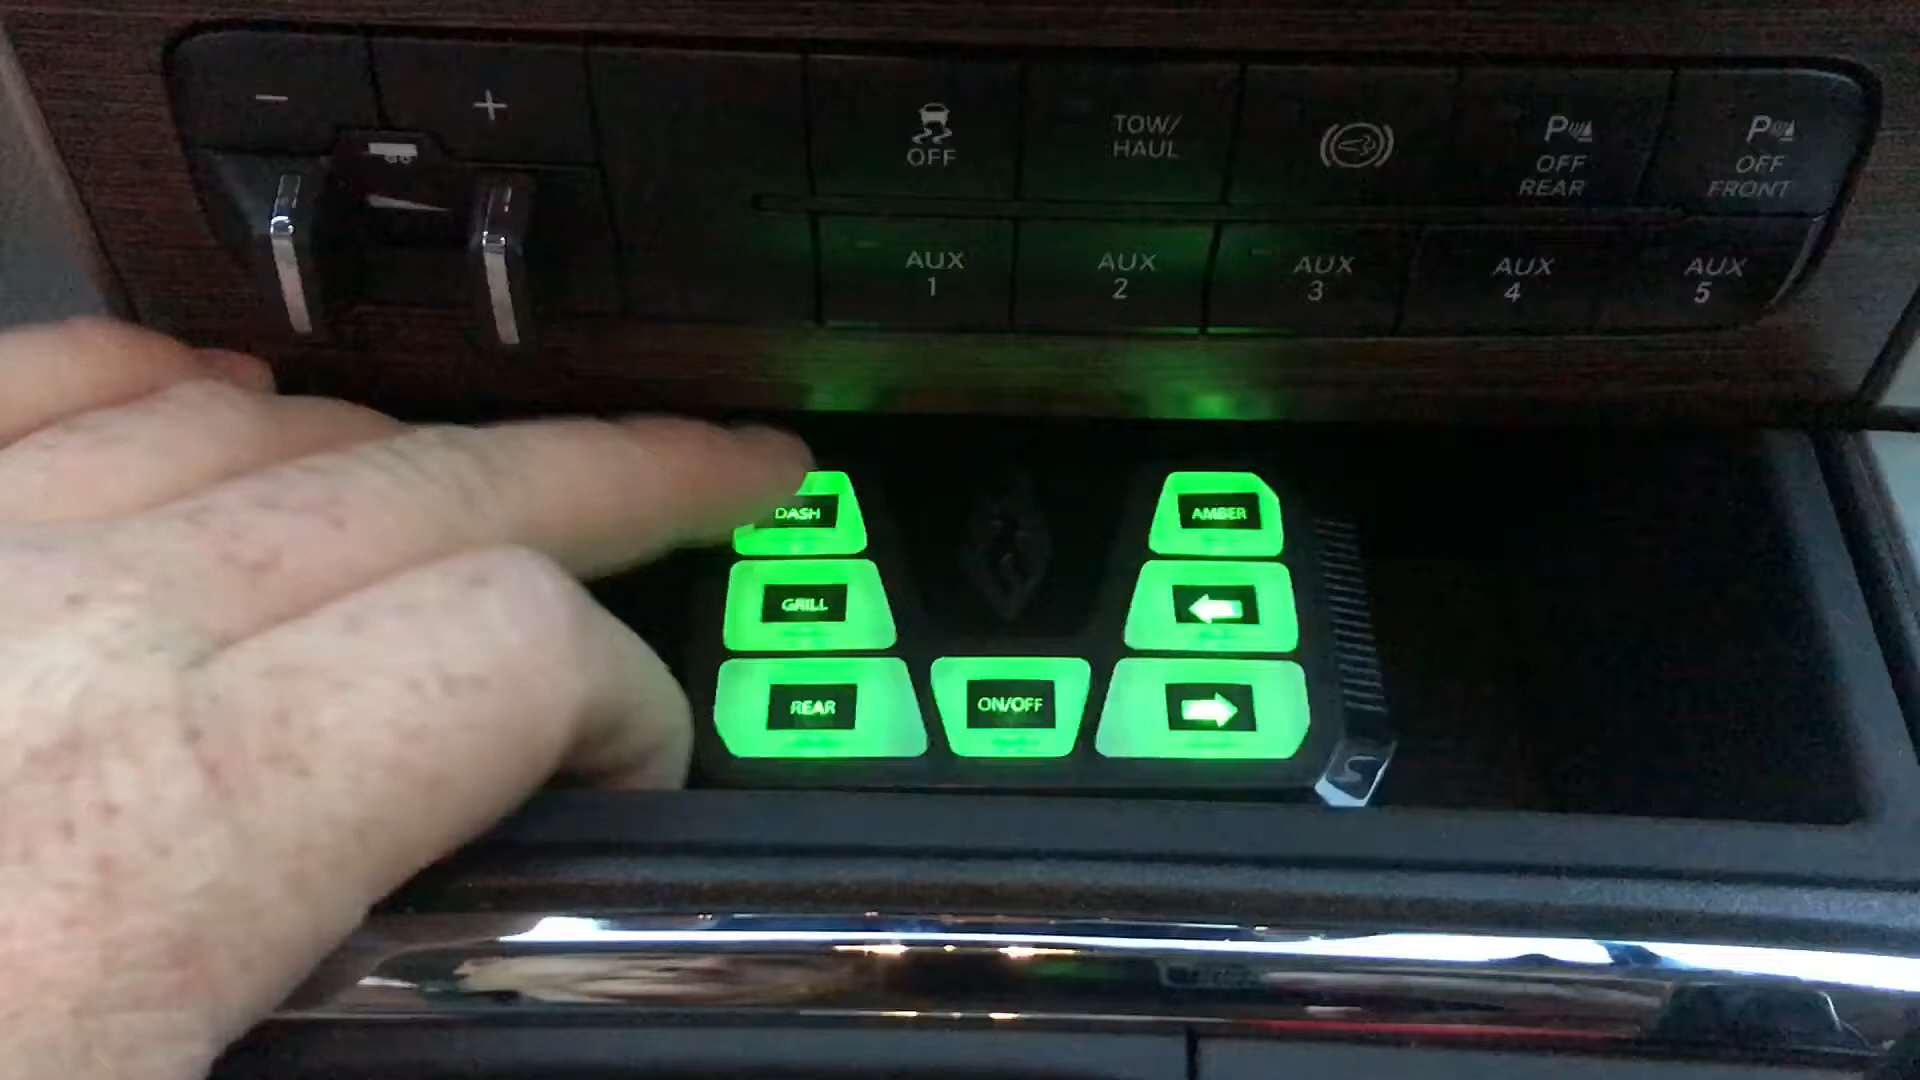 − +
OFF
TOW/
HAUL
P
OFF
REAR
P
OFF
FRONT
AUX
1
AUX
2
AUX
3
AUX
4
AUX
5
DASH
AMBER
GRILL
REAR
ON/OFF